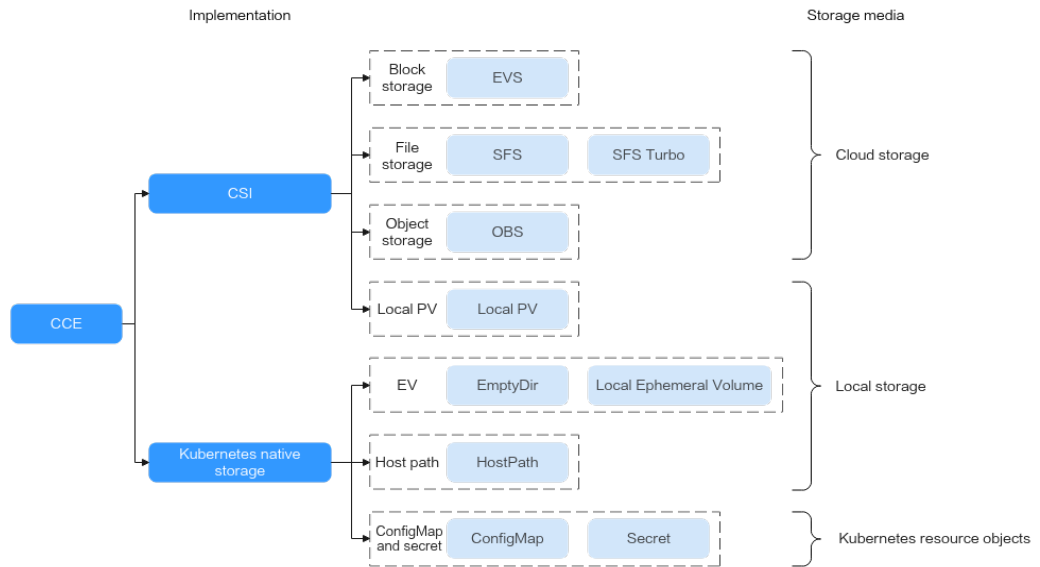 Implementation
Storage media
Block
storage
EVS
File
storage
SFS
SFS Turbo
Cloud storage
CSI
Object
storage
OBS
Local PV
Local PV
CCE
EV
EmptyDir
Local Ephemeral Volume
Local storage
Kubernetes native
storage
Host path
HostPath
ConfigMap
and secret
ConfigMap
Secret
Kubernetes resource objects